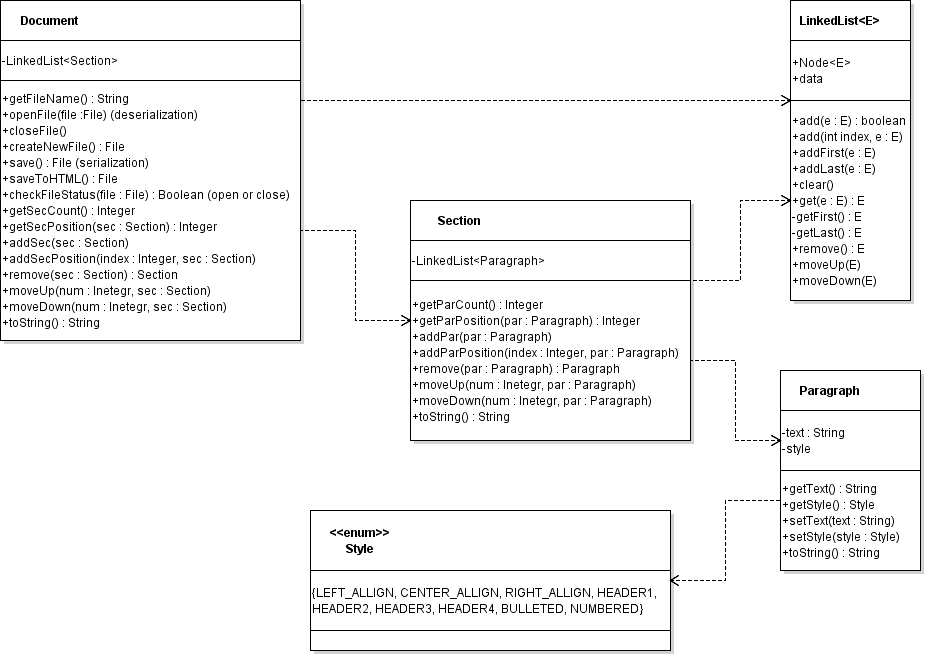 Document
-LinkedList<Section>
+getFileName() : String
+openFile(file :File) (deserialization)
+closeFile()
+createNewFile() : File
+save() : File (serialization)
+saveToHTML() : File
+checkFileStatus(file : File) : Boolean (open or close)
+getSecCount() : Integer
+getSecPosition(sec : Section) : Integer
+addSec(sec : Section)
+addSecPosition(index : Integer, sec : Section)
+remove(sec : Section) : Section
+moveUp(num : Inetegr, sec : Section)
+moveDown(num : Inetegr, sec : Section)
+toString() : String
LinkedList<E>
+Node<E>
+data
+add(e : E) : boolean
+add(int index, e : E)
+addFirst(e : E)
+addLast(e : E)
+clear()
+get(e : E) : E
-getFirst() : E
-getLast() : E
+remove() : E
+moveUp(E)
+moveDown(E)
Section
-LinkedList<Paragraph>
+getParCount() : Integer
+getParPosition(par : Paragraph) : Integer
+addPar(par : Paragraph)
+addParPosition(index : Integer, par : Paragraph)
+remove(par : Paragraph) : Paragraph
+moveUp(num : Inetegr, par : Paragraph)
+moveDown(num : Inetegr, par : Paragraph)
+toString() : String
Paragraph
-text : String
-style
+getText() : String
+getStyle() : Style
+setText(text : String)
+setStyle(style : Style)
+toString() : String
<<enum>>
Style
{LEFT_ALLIGN, CENTER_ALLIGN, RIGHT_ALLIGN, HEADER1,
HEADER2, HEADER3, HEADER4, BULLETED, NUMBERED}